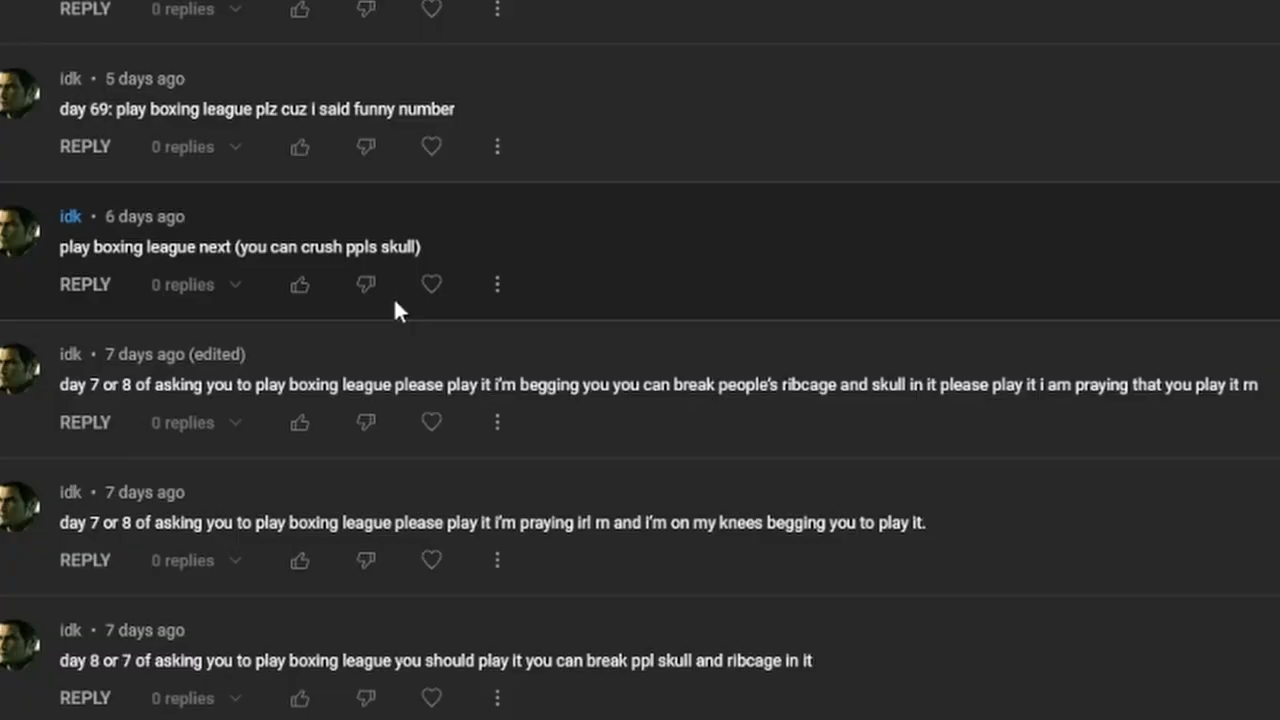 REPLY 0 replies
idk • 5 days ago
day 69: play boxing league plz cuz i said funny number
REPLY 0 replies
idk • 6 days ago
play boxing league next (you can crush ppls skull)
REPLY 0 replies
idk • 7 days ago (edited)
day 7 or 8 of asking you to play boxing league please play it i'm begging you you can break people's ribcage and skull in it please play it i am praying that you play it rn
REPLY 0 replies
idk • 7 days ago
day 7 or 8 of asking you to play boxing league please play it i'm praying irl rn and i'm on my knees begging you to play it.
REPLY 0 replies
idk • 7 days ago
day 8 or 7 of asking you to play boxing league you should play it you can break ppl skull and ribcage in it
REPLY 0 replies